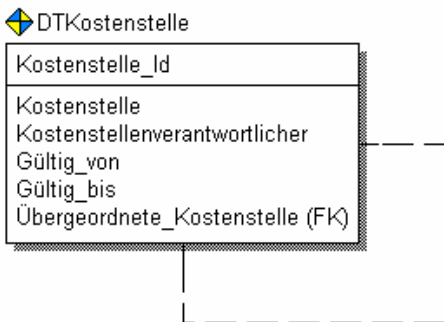 DTKostenstelle
Kostenstelle_Id
Kostenstelle
Kostenstellenverantwortlicher
Gültig_von
Gültig_bis
Übergeordnete_Kostenstelle (FK)